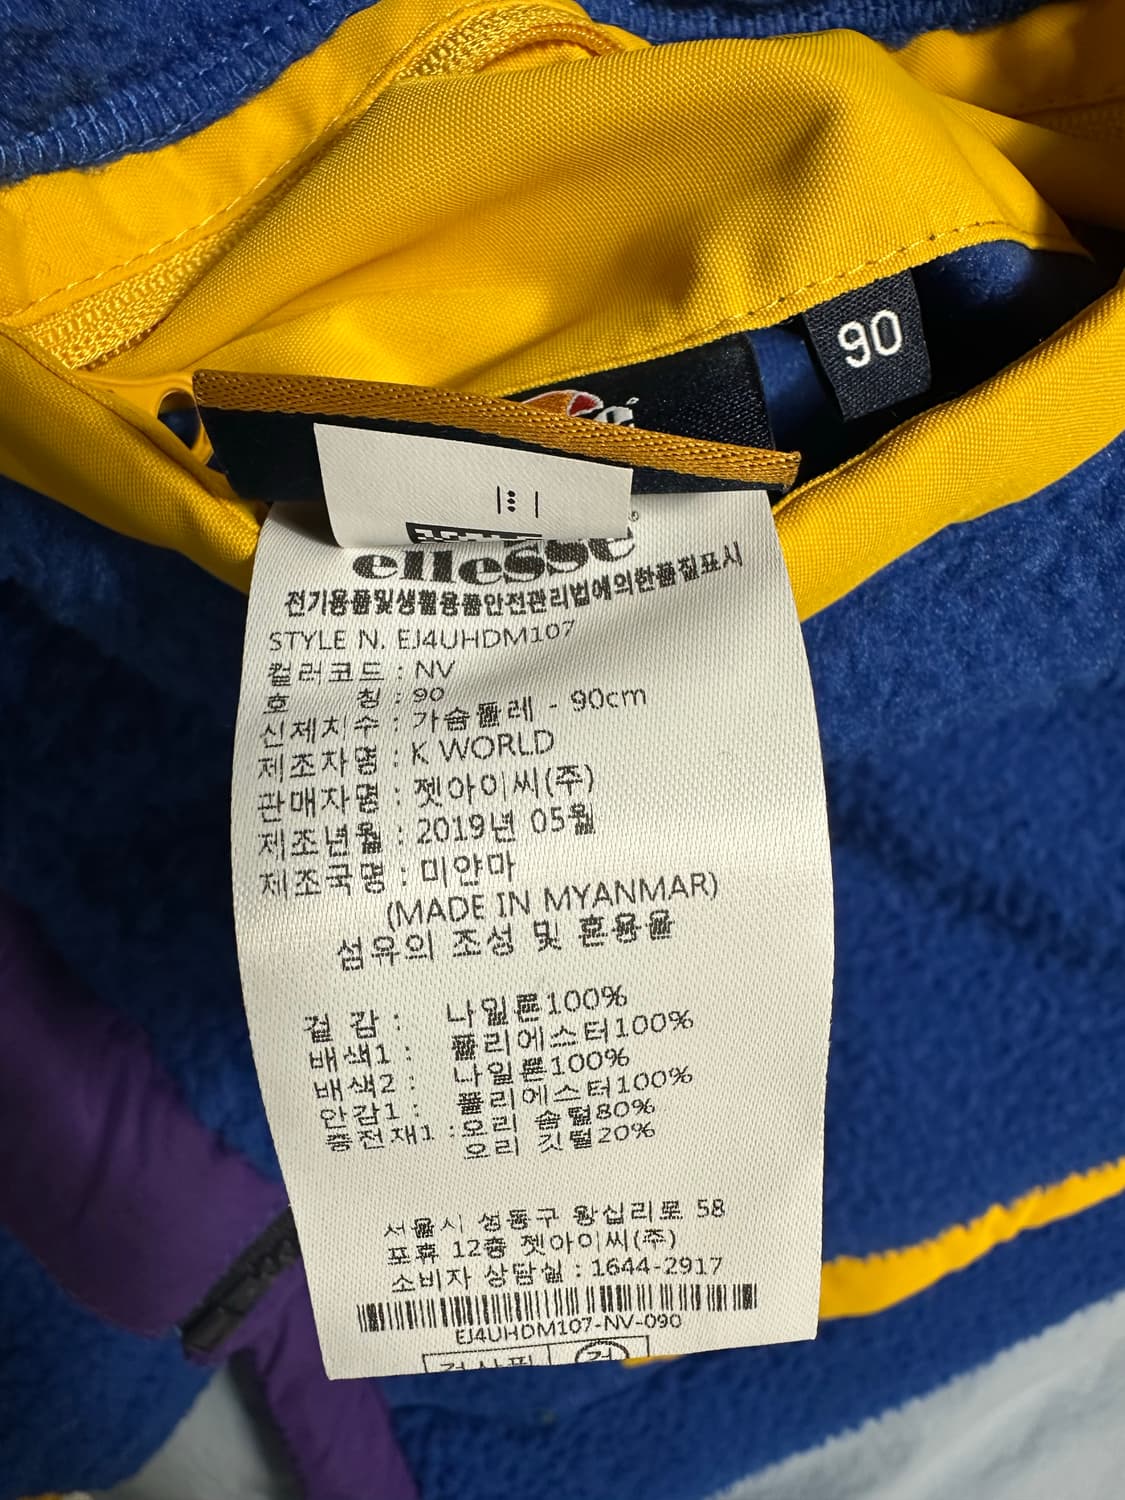 90
ellesse
전기용품및생활용품안전관리법에의한품질표시
STYLE N. EJ4UHDM107
컬러코드 : NV
호 칭 : 90
신체치수 : 가슴둘레 - 90cm
제조자명 : K WORLD
판매자명 : 젯아이씨(주)
제조년월 : 2019년 05월
제조국명 : 미얀마
(MADE IN MYANMAR)
섬유의 조성 및 혼용율
겉 감 : 나일론100%
배색1 : 폴리에스터100%
배색2 : 나일론100%
안감1 : 폴리에스터100%
충전재1 : 오리 솜털80%
오리 깃털20%
서울시 성동구 왕십리로 58
포휴 12층 젯아이씨(주)
소비자 상담실 : 1644-2917
EJ4UHDM107-NV-090
검사필 검